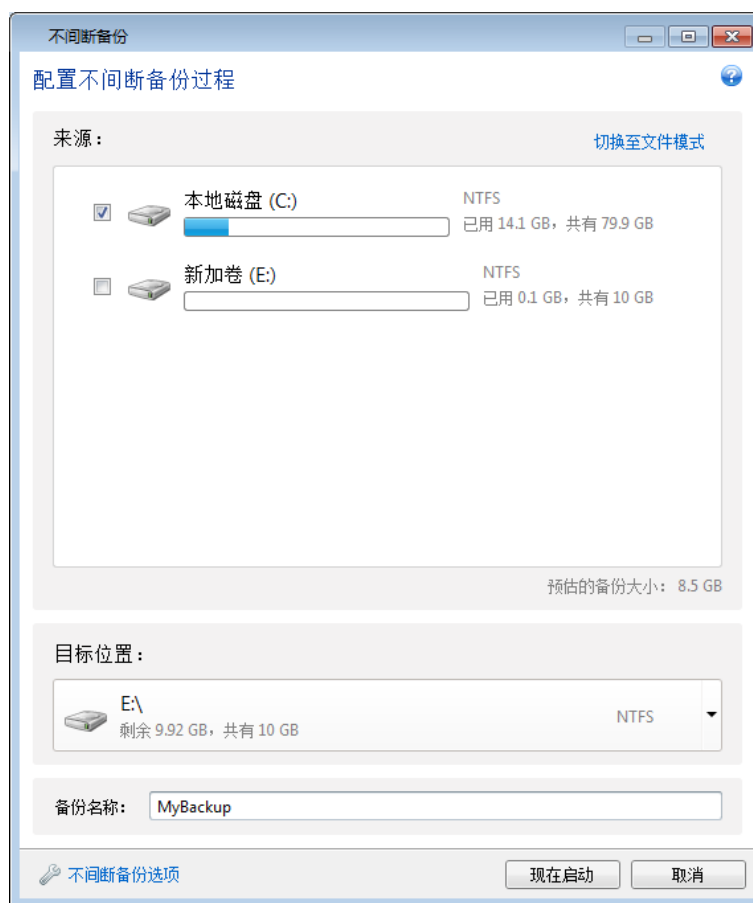 不间断备份
配置不间断备份过程
来源：
切换至文件模式
本地磁盘 (C:)
NTFS
已用 14.1 GB，共有 79.9 GB
新加卷 (E:)
NTFS
已用 0.1 GB，共有 10 GB
预估的备份大小： 8.5 GB
目标位置：
E:\
NTFS
剩余 9.92 GB，共有 10 GB
备份名称：
MyBackup
不间断备份选项
现在启动
取消